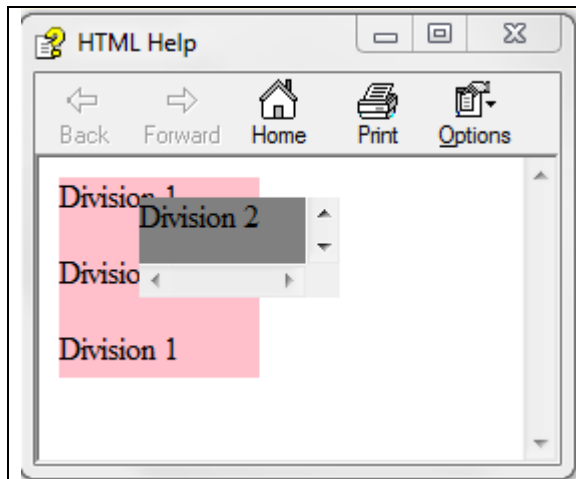 HTML Help
Back Forward Home Print Options
Division 1
Division 2
Divisio
Division 1